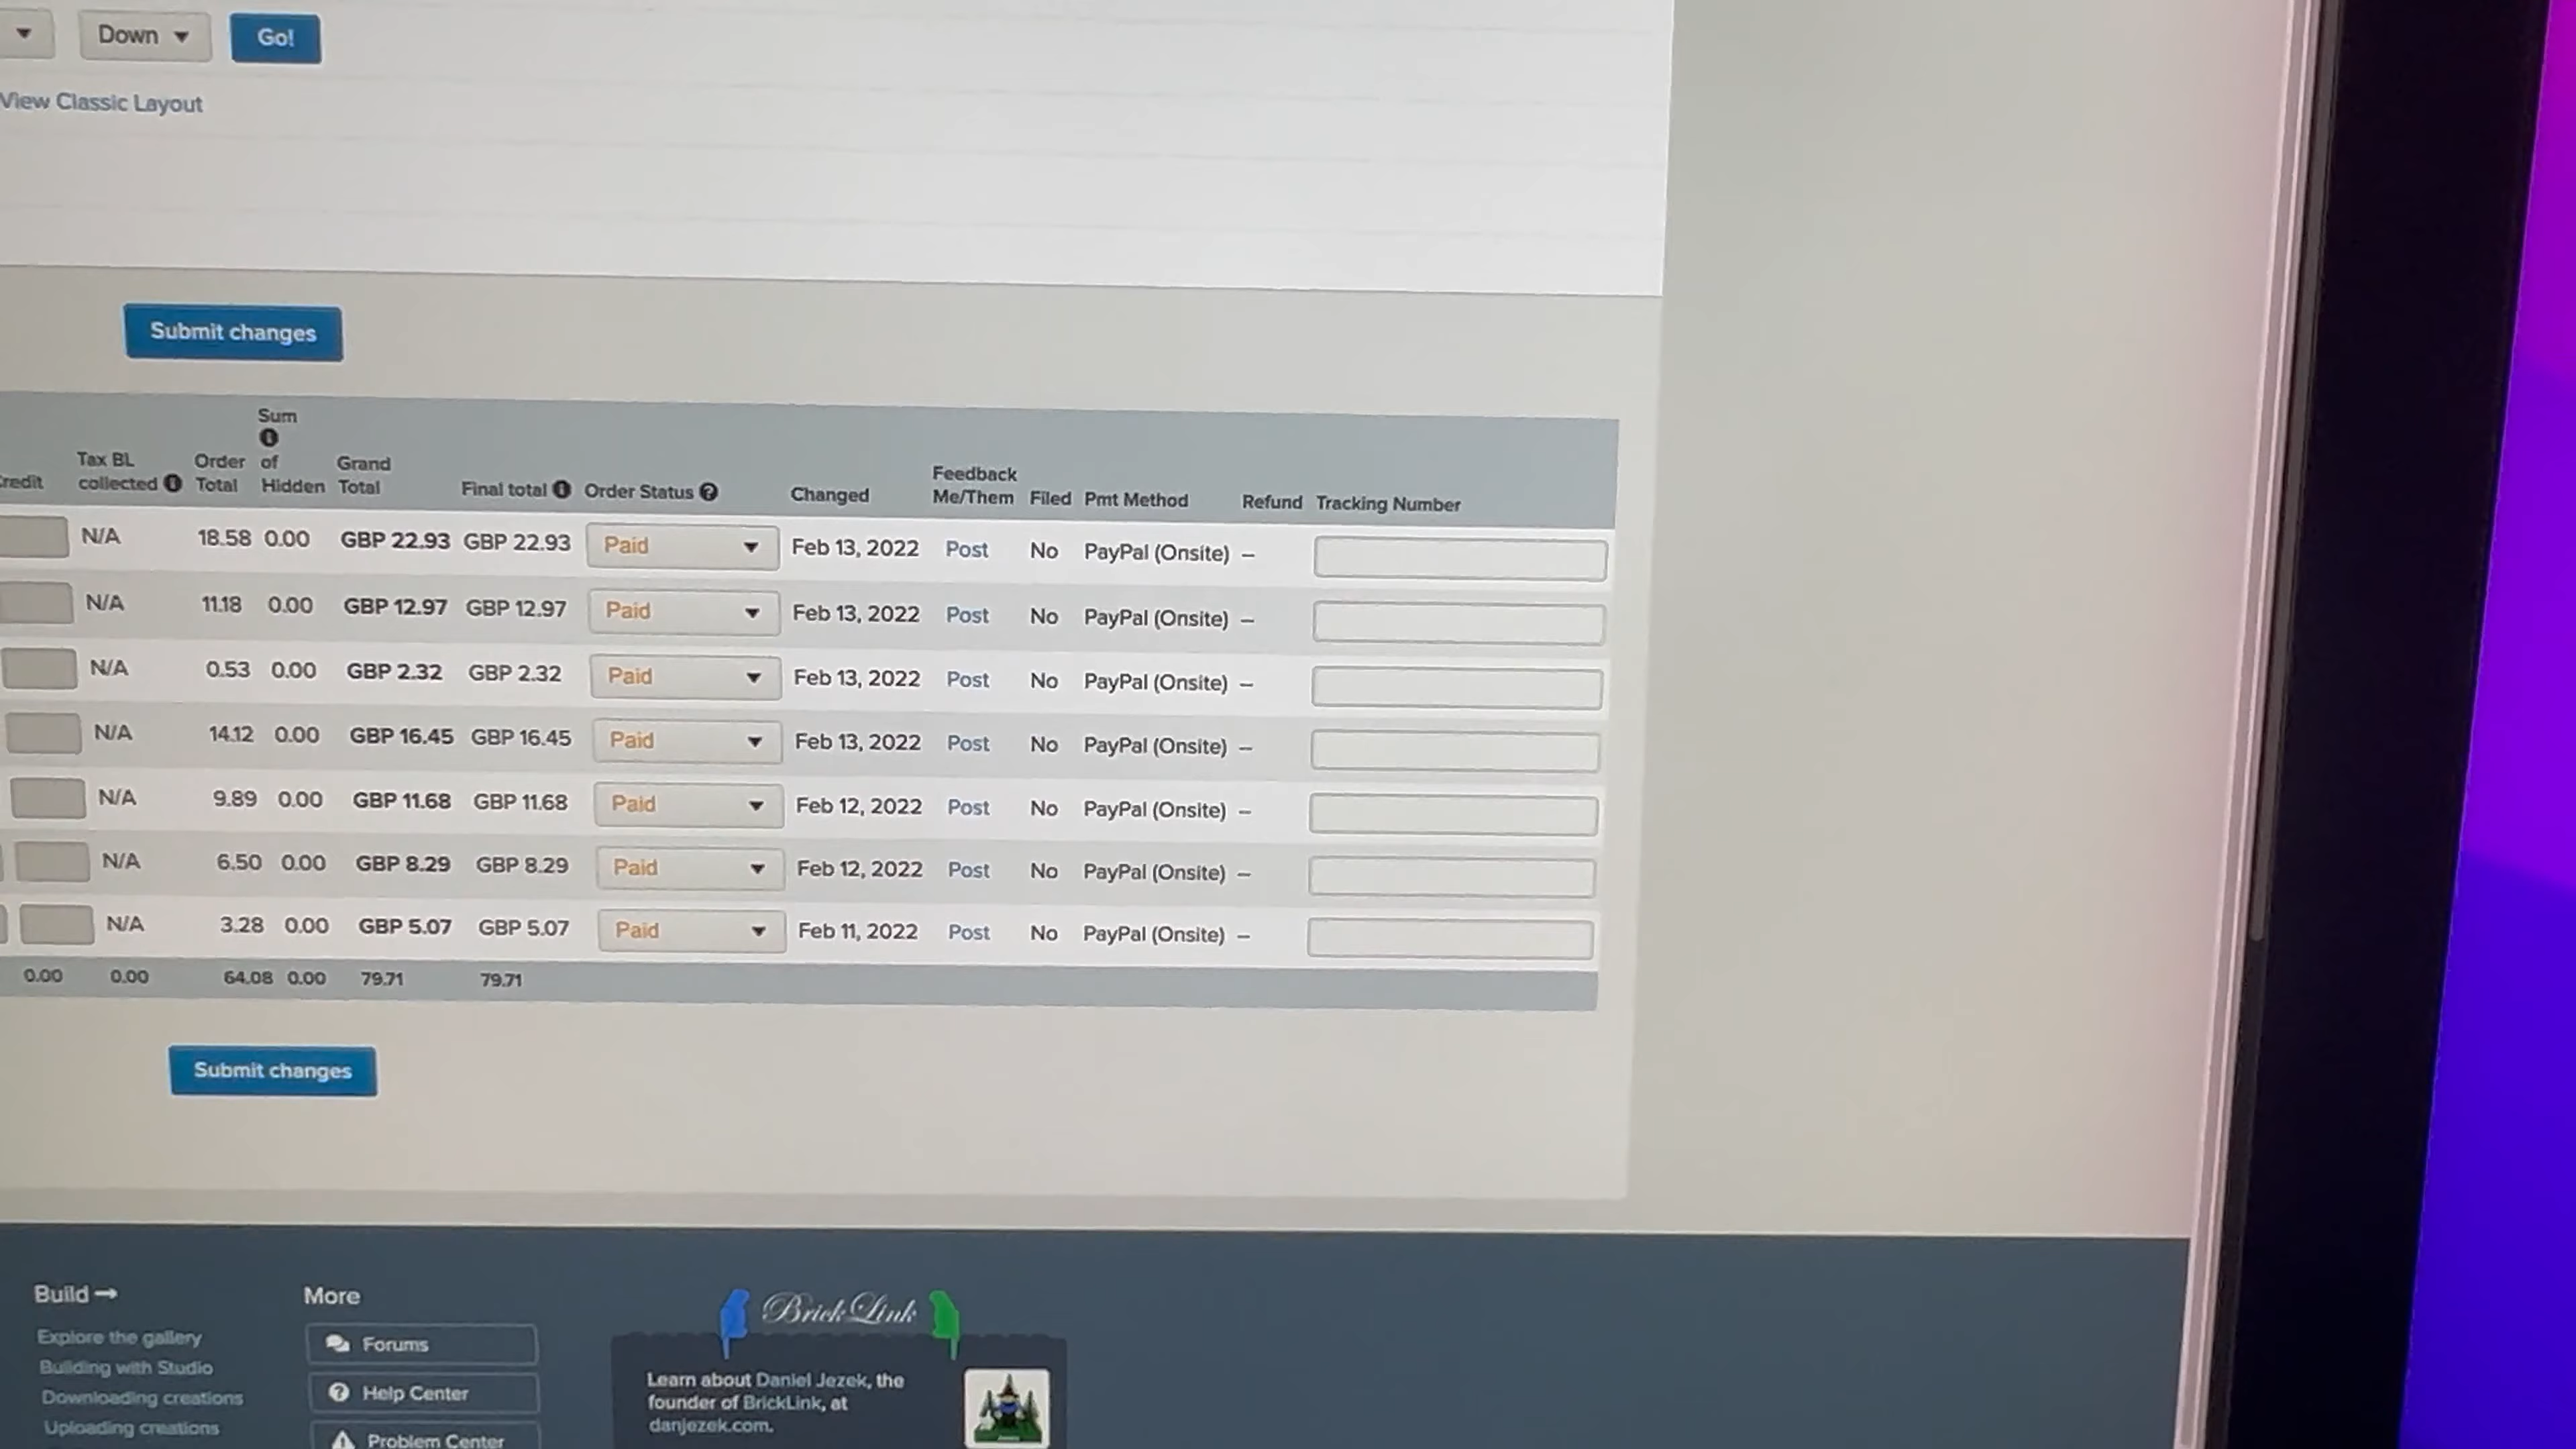 Down Go!
View Classic Layout
Submit changes
Credit Tax BL collected Order Total Sum of Hidden Grand Total Final total Order Status Changed Feedback Me/Them Filed Pmt Method Refund Tracking Number
N/A 18.58 0.00 GBP 22.93 GBP 22.93 Paid Feb 13, 2022 Post No PayPal (Onsite) –
N/A 11.18 0.00 GBP 12.97 GBP 12.97 Paid Feb 13, 2022 Post No PayPal (Onsite) –
N/A 0.53 0.00 GBP 2.32 GBP 2.32 Paid Feb 13, 2022 Post No PayPal (Onsite) –
N/A 14.12 0.00 GBP 16.45 GBP 16.45 Paid Feb 13, 2022 Post No PayPal (Onsite) –
N/A 9.89 0.00 GBP 11.68 GBP 11.68 Paid Feb 12, 2022 Post No PayPal (Onsite) –
N/A 6.50 0.00 GBP 8.29 GBP 8.29 Paid Feb 12, 2022 Post No PayPal (Onsite) –
N/A 3.28 0.00 GBP 5.07 GBP 5.07 Paid Feb 11, 2022 Post No PayPal (Onsite) –
0.00 0.00 64.08 0.00 79.71 79.71
Submit changes
Build →
Explore the gallery
Building with Studio
Downloading creations
Uploading creations
More
Forums
Help Center
Problem Center
BrickLink
Learn about Daniel Jezek, the
founder of BrickLink, at
danjezek.com.